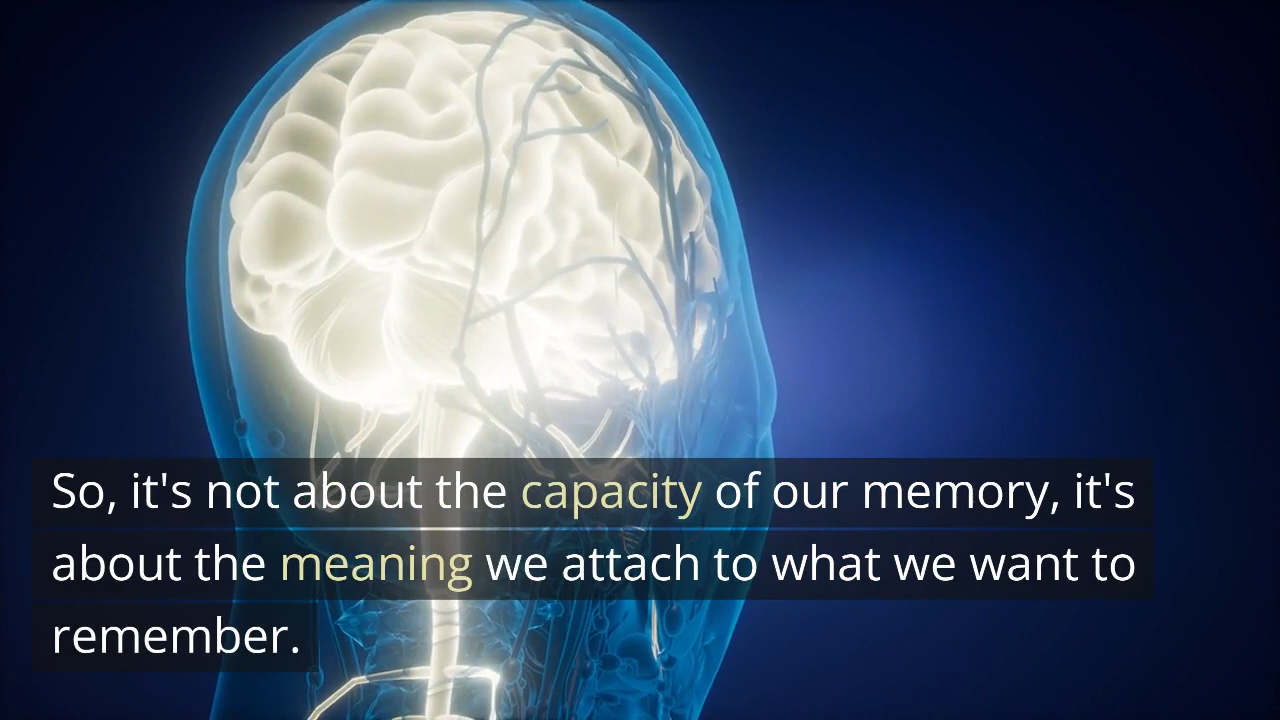 So, it's not about the capacity of our memory, it's
about the meaning we attach to what we want to
remember.